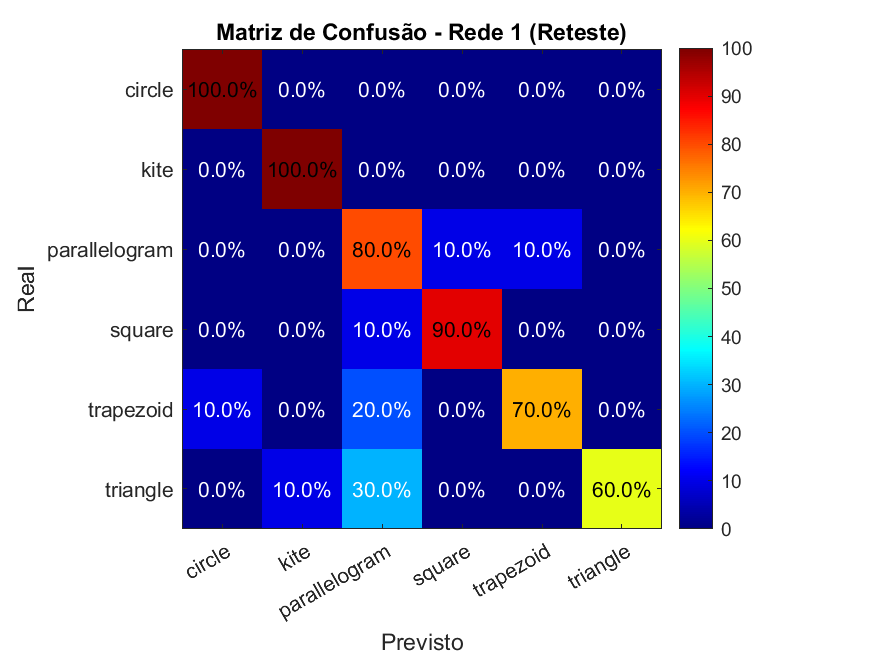 Matriz de Confusão - Rede 1 (Reteste)
circle 100.0% 0.0% 0.0% 0.0% 0.0% 0.0%
kite 0.0% 100.0% 0.0% 0.0% 0.0% 0.0%
parallelogram 0.0% 0.0% 80.0% 10.0% 10.0% 0.0%
square 0.0% 0.0% 10.0% 90.0% 0.0% 0.0%
trapezoid 10.0% 0.0% 20.0% 0.0% 70.0% 0.0%
triangle 0.0% 10.0% 30.0% 0.0% 0.0% 60.0%
Real
circle kite parallelogram square trapezoid triangle
Previsto
100
90
80
70
60
50
40
30
20
10
0